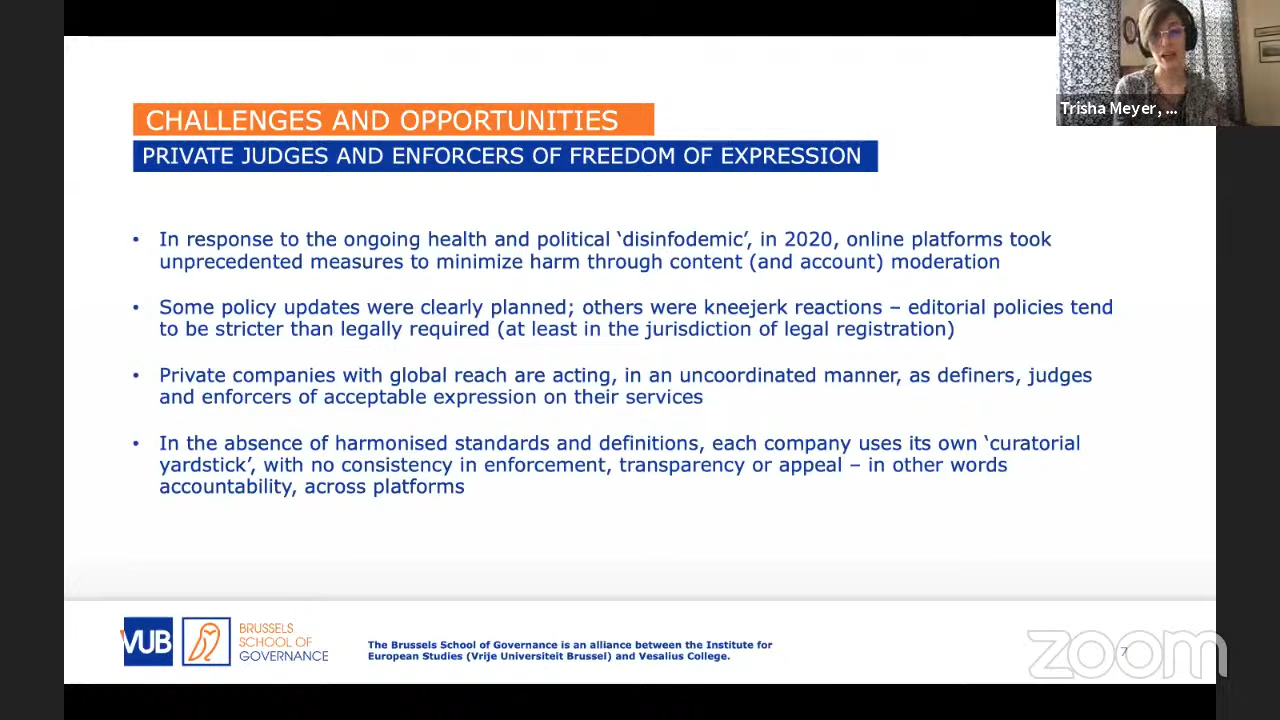 Trisha Meyer, ...
CHALLENGES AND OPPORTUNITIES
PRIVATE JUDGES AND ENFORCERS OF FREEDOM OF EXPRESSION
• In response to the ongoing health and political ‘disinfodemic’, in 2020, online platforms took
unprecedented measures to minimize harm through content (and account) moderation
• Some policy updates were clearly planned; others were kneejerk reactions – editorial policies tend
to be stricter than legally required (at least in the jurisdiction of legal registration)
• Private companies with global reach are acting, in an uncoordinated manner, as definers, judges
and enforcers of acceptable expression on their services
• In the absence of harmonised standards and definitions, each company uses its own ‘curatorial
yardstick’, with no consistency in enforcement, transparency or appeal – in other words
accountability, across platforms
VUB
BRUSSELS
SCHOOL OF
GOVERNANCE
The Brussels School of Governance is an alliance between the Institute for
European Studies (Vrije Universiteit Brussel) and Vesalius College.
zoom
7